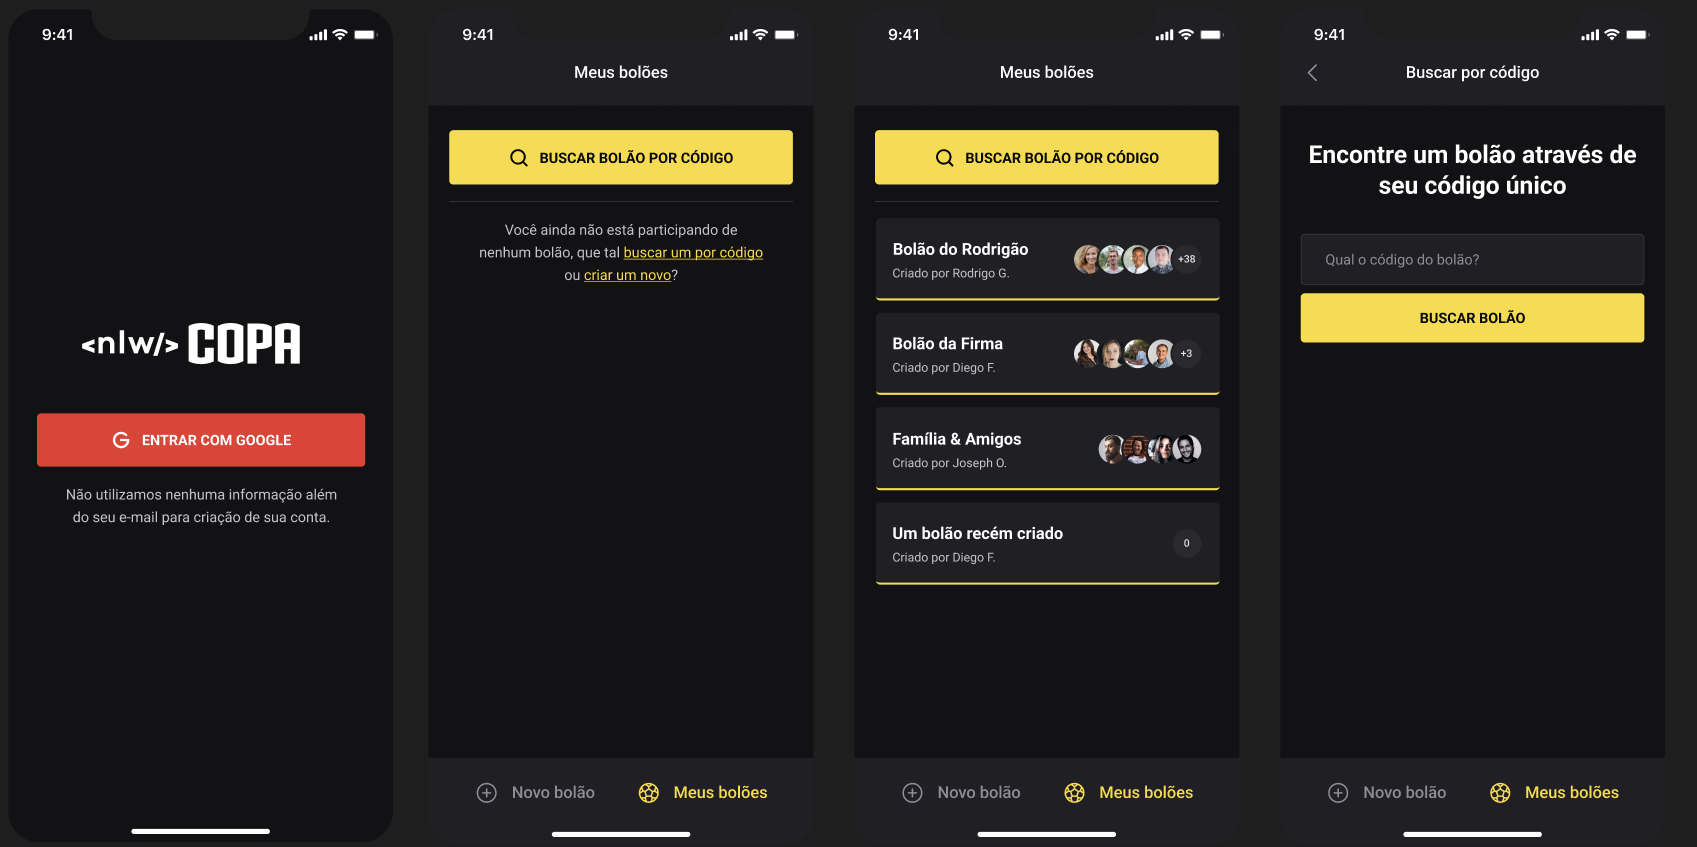 9:41
<nlw/> COPA
ENTRAR COM GOOGLE
Não utilizamos nenhuma informação além
do seu e-mail para criação de sua conta.
9:41
Meus bolões
BUSCAR BOLÃO POR CÓDIGO
Você ainda não está participando de
nenhum bolão, que tal buscar um por código
ou criar um novo?
Novo bolão
Meus bolões
9:41
Meus bolões
BUSCAR BOLÃO POR CÓDIGO
Bolão do Rodrigão
Criado por Rodrigo G.
+38
Bolão da Firma
Criado por Diego F.
+3
Família & Amigos
Criado por Joseph O.
Um bolão recém criado
Criado por Diego F.
0
Novo bolão
Meus bolões
9:41
Buscar por código
Encontre um bolão através de
seu código único
Qual o código do bolão?
BUSCAR BOLÃO
Novo bolão
Meus bolões